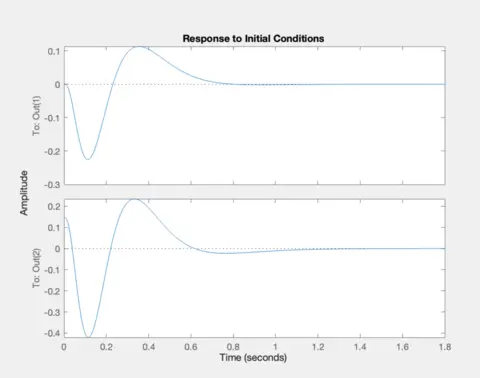 Response to Initial Conditions
To: Out(1)
0.1
0
-0.1
-0.2
-0.3
Amplitude
To: Out(2)
0.2
0.1
0
-0.1
-0.2
-0.3
-0.4
0 0.2 0.4 0.6 0.8 1 1.2 1.4 1.6 1.8
Time (seconds)